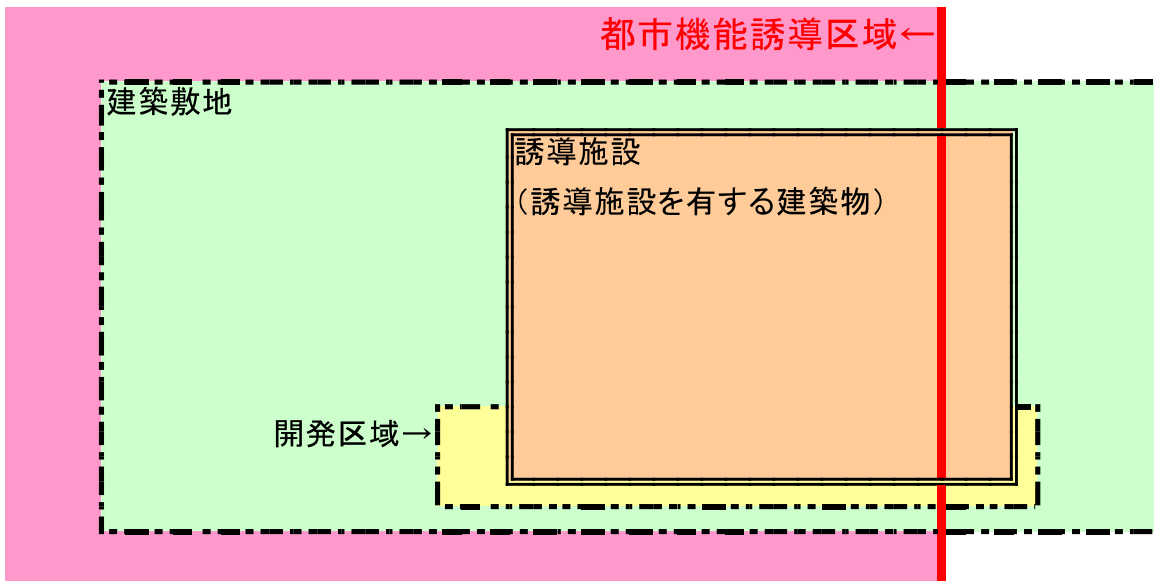 都市機能誘導区域←
建築敷地
誘導施設
（誘導施設を有する建築物）
開発区域→